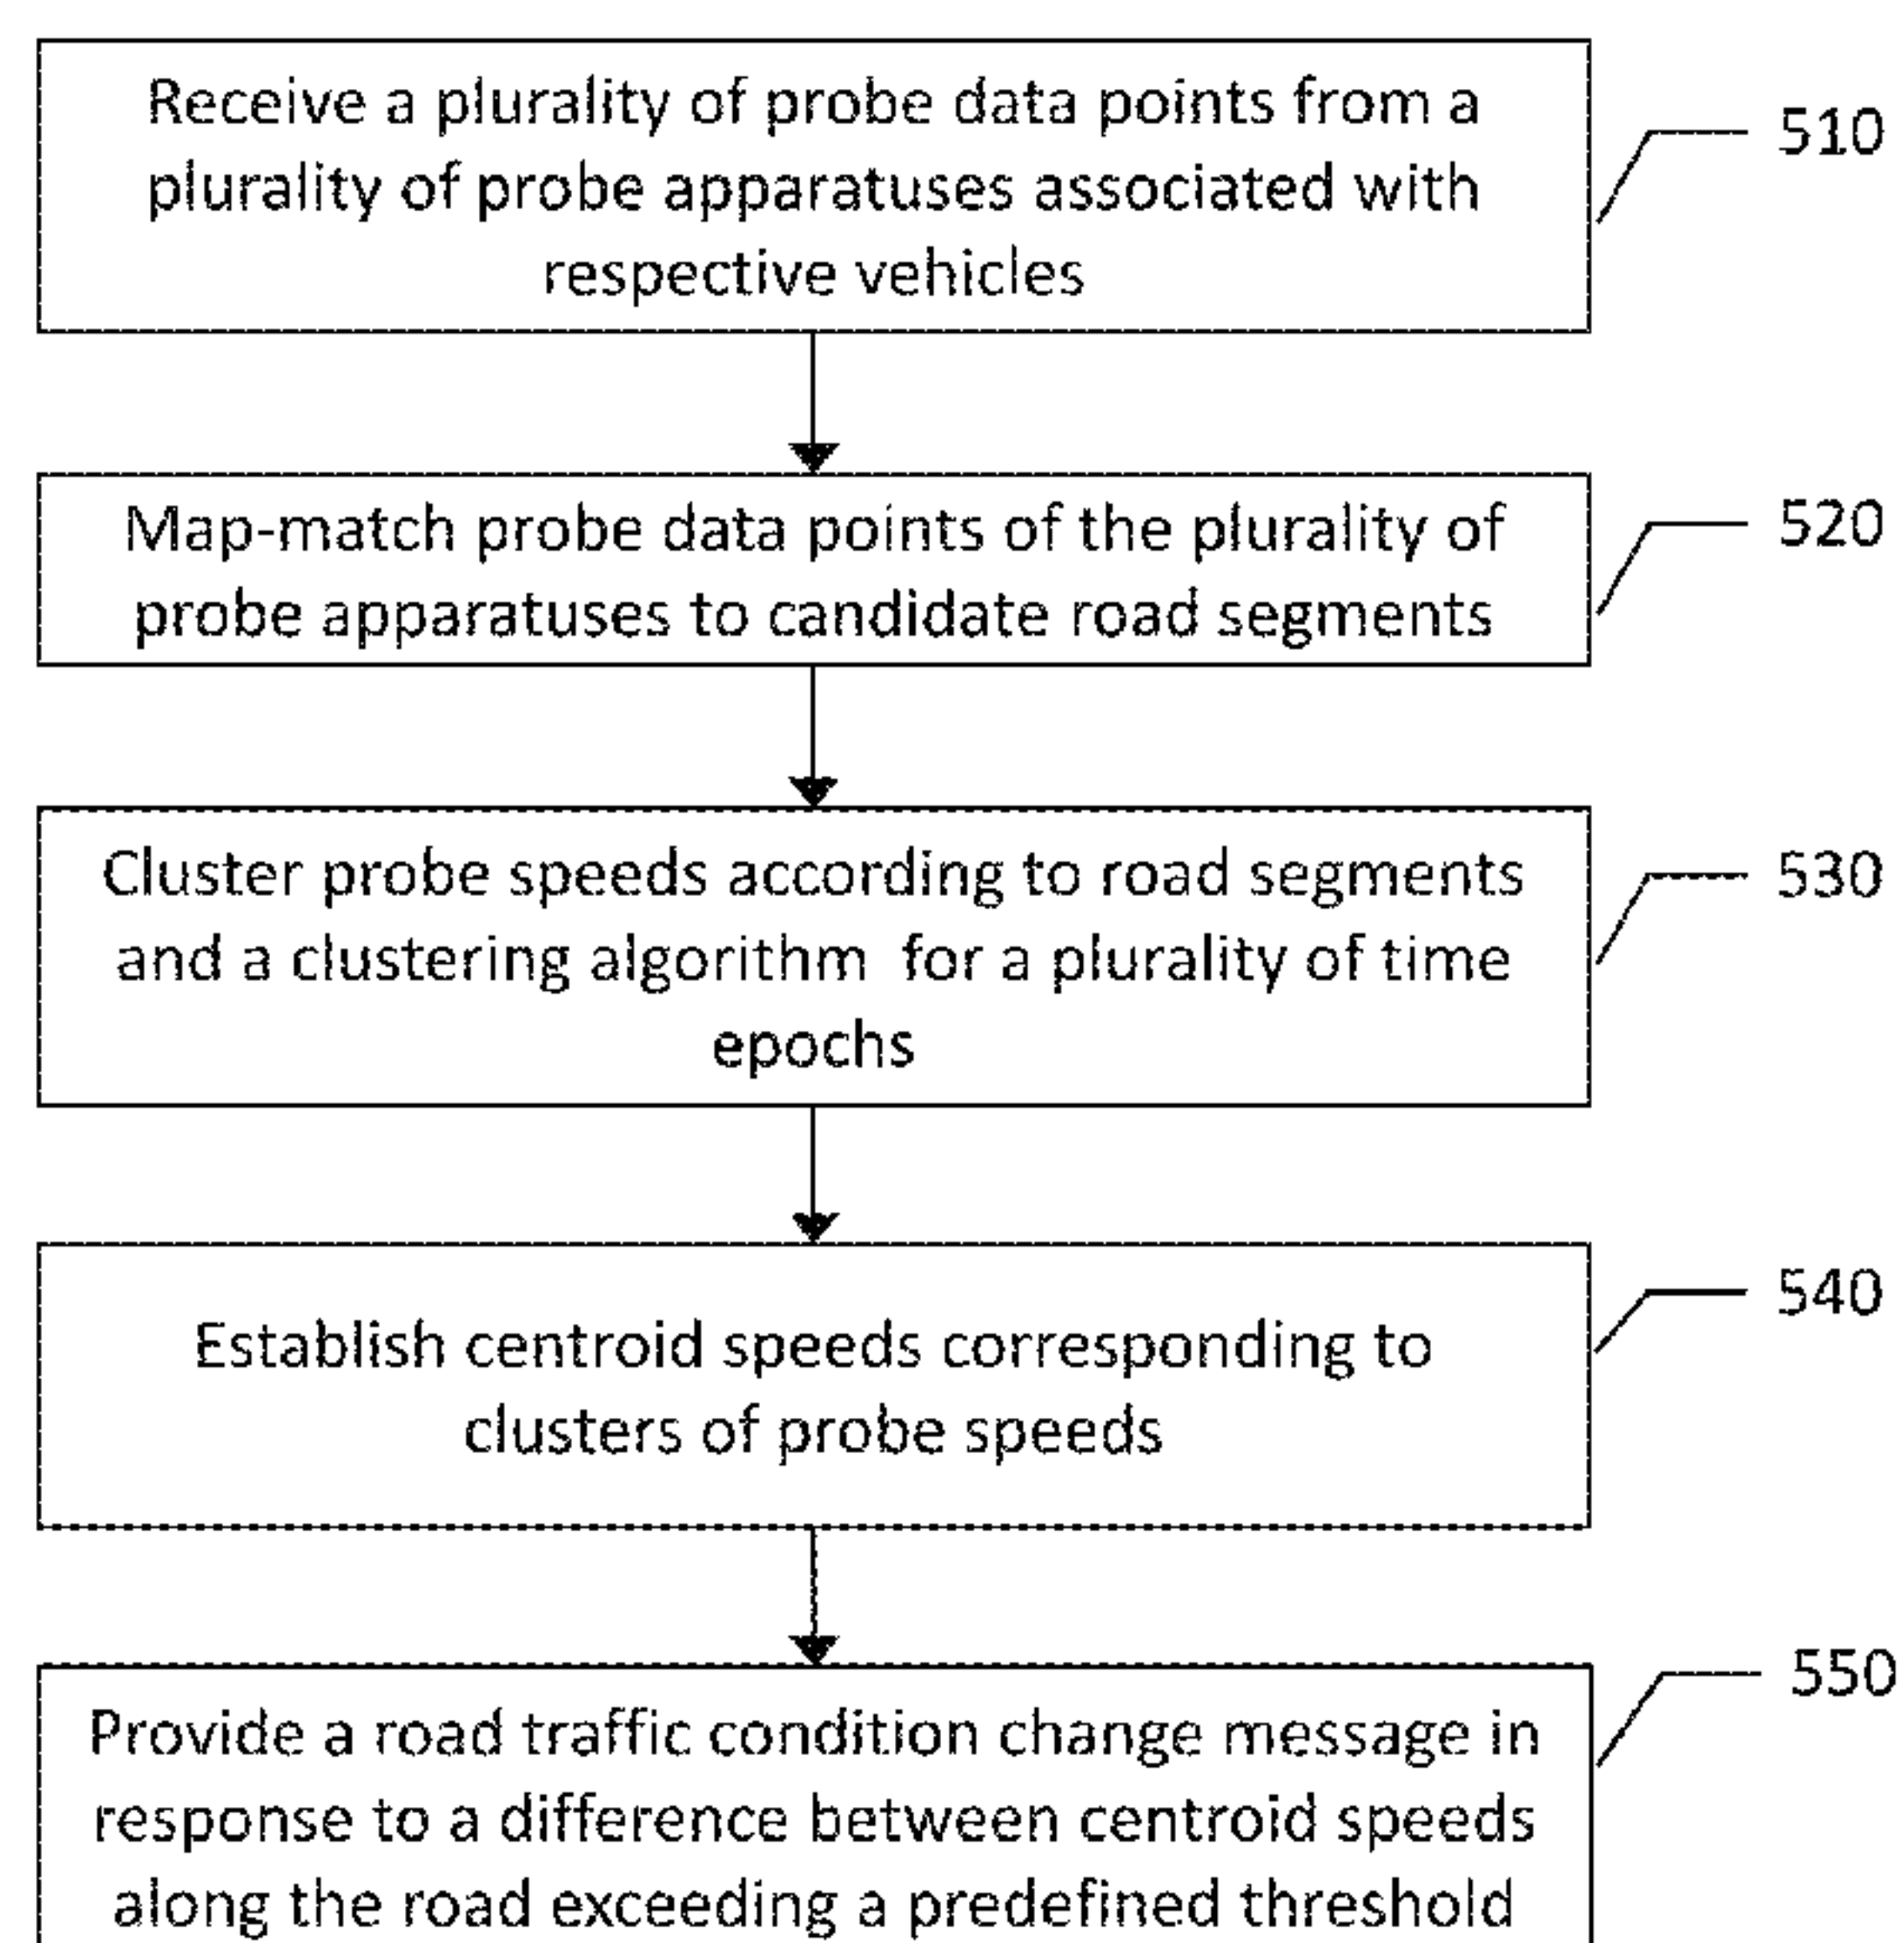 Receive a plurality of probe data points from a
plurality of probe apparatuses associated with
respective vehicles
510
Map-match probe data points of the plurality of
probe apparatuses to candidate road segments
520
Cluster probe speeds according to road segments
and a clustering algorithm for a plurality of time
epochs
530
Establish centroid speeds corresponding to
clusters of probe speeds
540
Provide a road traffic condition change message in
response to a difference between centroid speeds
along the road exceeding a predefined threshold
550